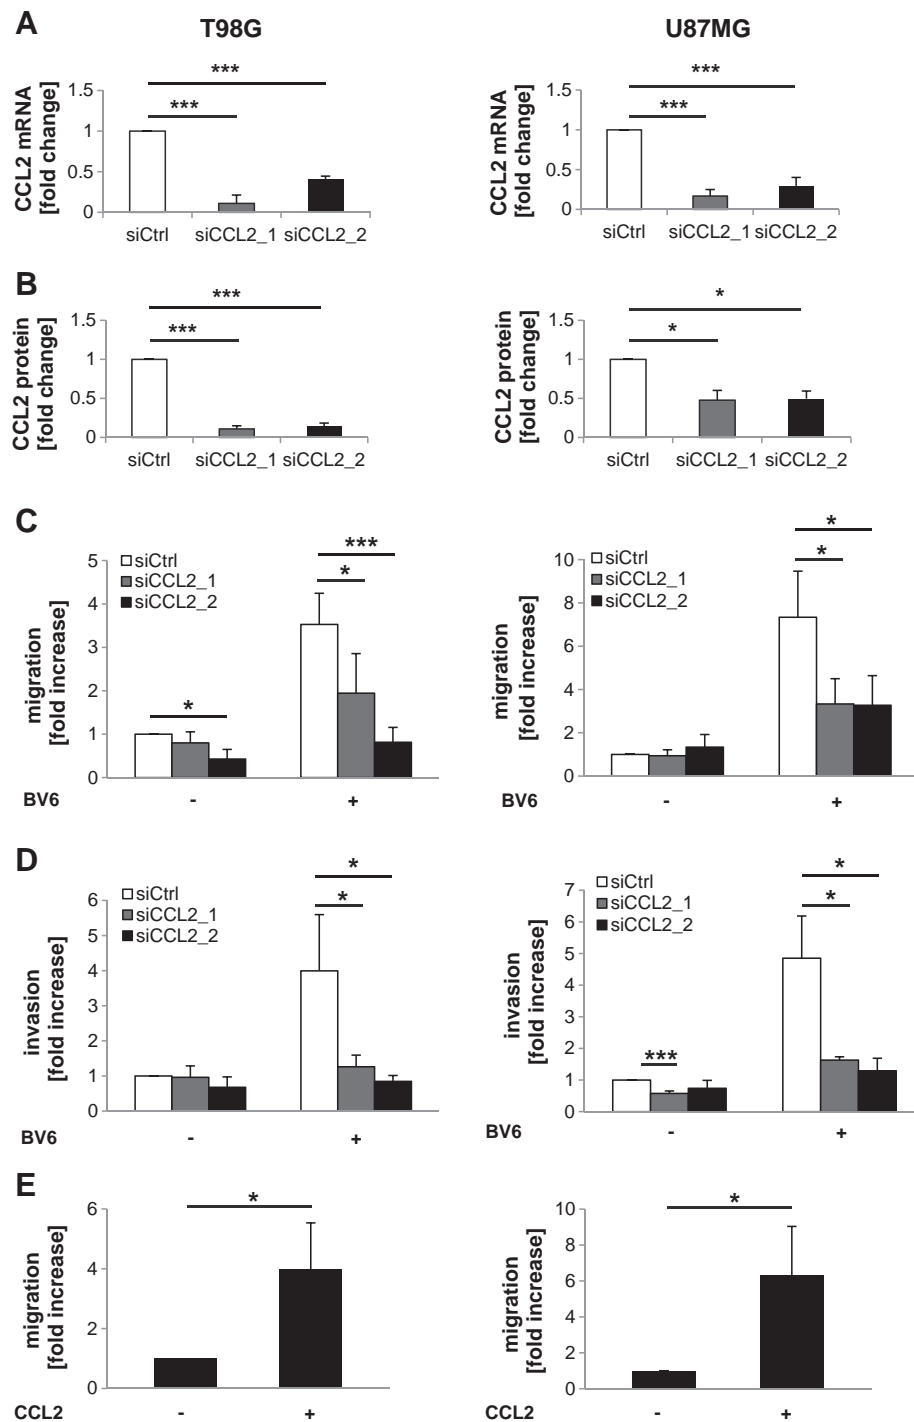 A
T98G
U87MG
CCL2 mRNA
[fold change]
1.5
1
0.5
0
***
***
siCtrl
siCCL2_1
siCCL2_2
CCL2 mRNA
[fold change]
1.5
1
0.5
0
***
***
siCtrl
siCCL2_1
siCCL2_2
B
CCL2 protein
[fold change]
1.5
1
0.5
0
***
***
siCtrl
siCCL2_1
siCCL2_2
CCL2 protein
[fold change]
1.5
1
0.5
0
*
*
siCtrl
siCCL2_1
siCCL2_2
C
migration
[fold increase]
5
4
3
2
1
0
siCtrl
siCCL2_1
siCCL2_2
*
***
*
BV6
-
+
migration
[fold increase]
10
8
6
4
2
0
siCtrl
siCCL2_1
siCCL2_2
*
*
BV6
-
+
D
invasion
[fold increase]
6
5
4
3
2
1
0
siCtrl
siCCL2_1
siCCL2_2
*
*
BV6
-
+
invasion
[fold increase]
7
6
5
4
3
2
1
0
siCtrl
siCCL2_1
siCCL2_2
***
*
*
BV6
-
+
E
migration
[fold increase]
6
4
2
0
*
CCL2
-
+
migration
[fold increase]
10
8
6
4
2
0
*
CCL2
-
+